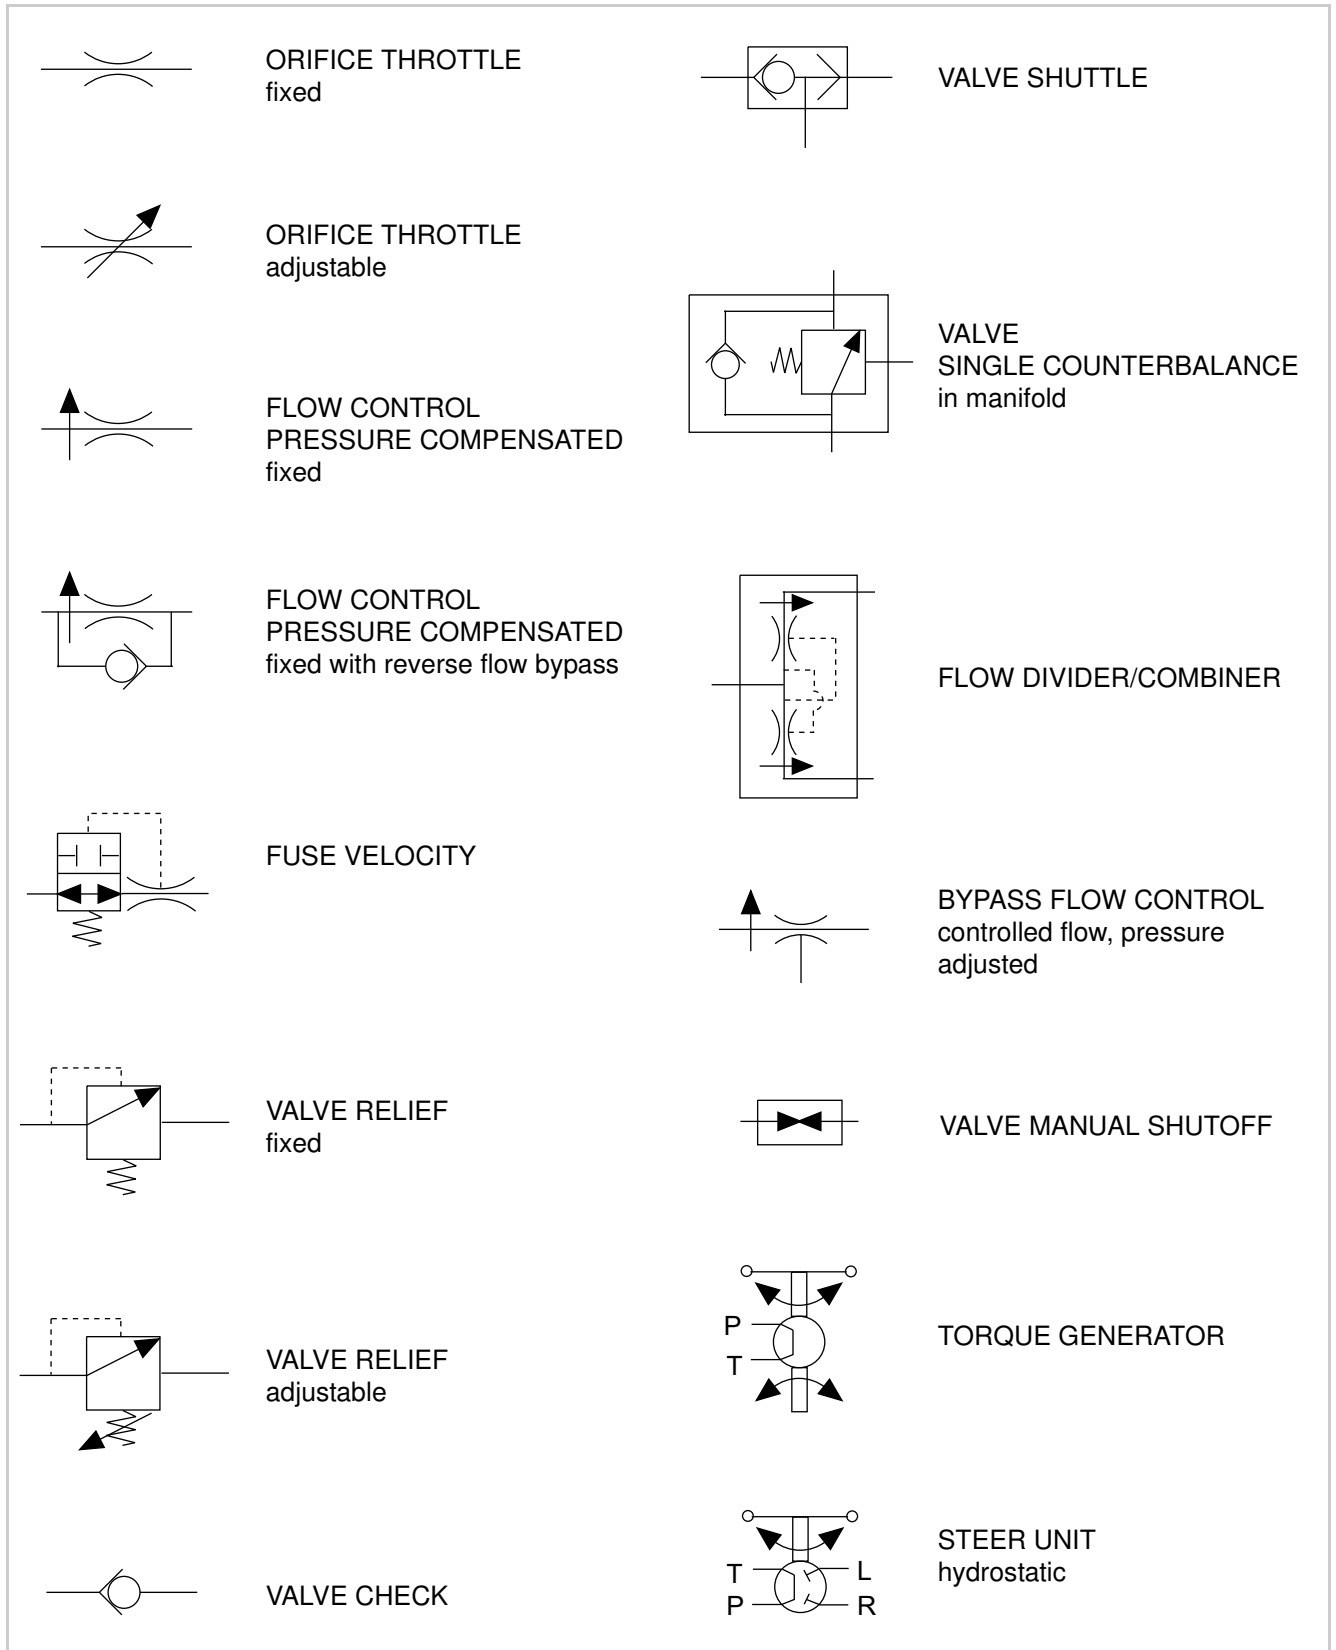 ORIFICE THROTTLE
fixed
ORIFICE THROTTLE
adjustable
FLOW CONTROL
PRESSURE COMPENSATED
fixed
FLOW CONTROL
PRESSURE COMPENSATED
fixed with reverse flow bypass
FUSE VELOCITY
VALVE RELIEF
fixed
VALVE RELIEF
adjustable
VALVE CHECK
VALVE SHUTTLE
VALVE
SINGLE COUNTERBALANCE
in manifold
FLOW DIVIDER/COMBINER
BYPASS FLOW CONTROL
controlled flow, pressure
adjusted
VALVE MANUAL SHUTOFF
P
T
TORQUE GENERATOR
T L
P R
STEER UNIT
hydrostatic